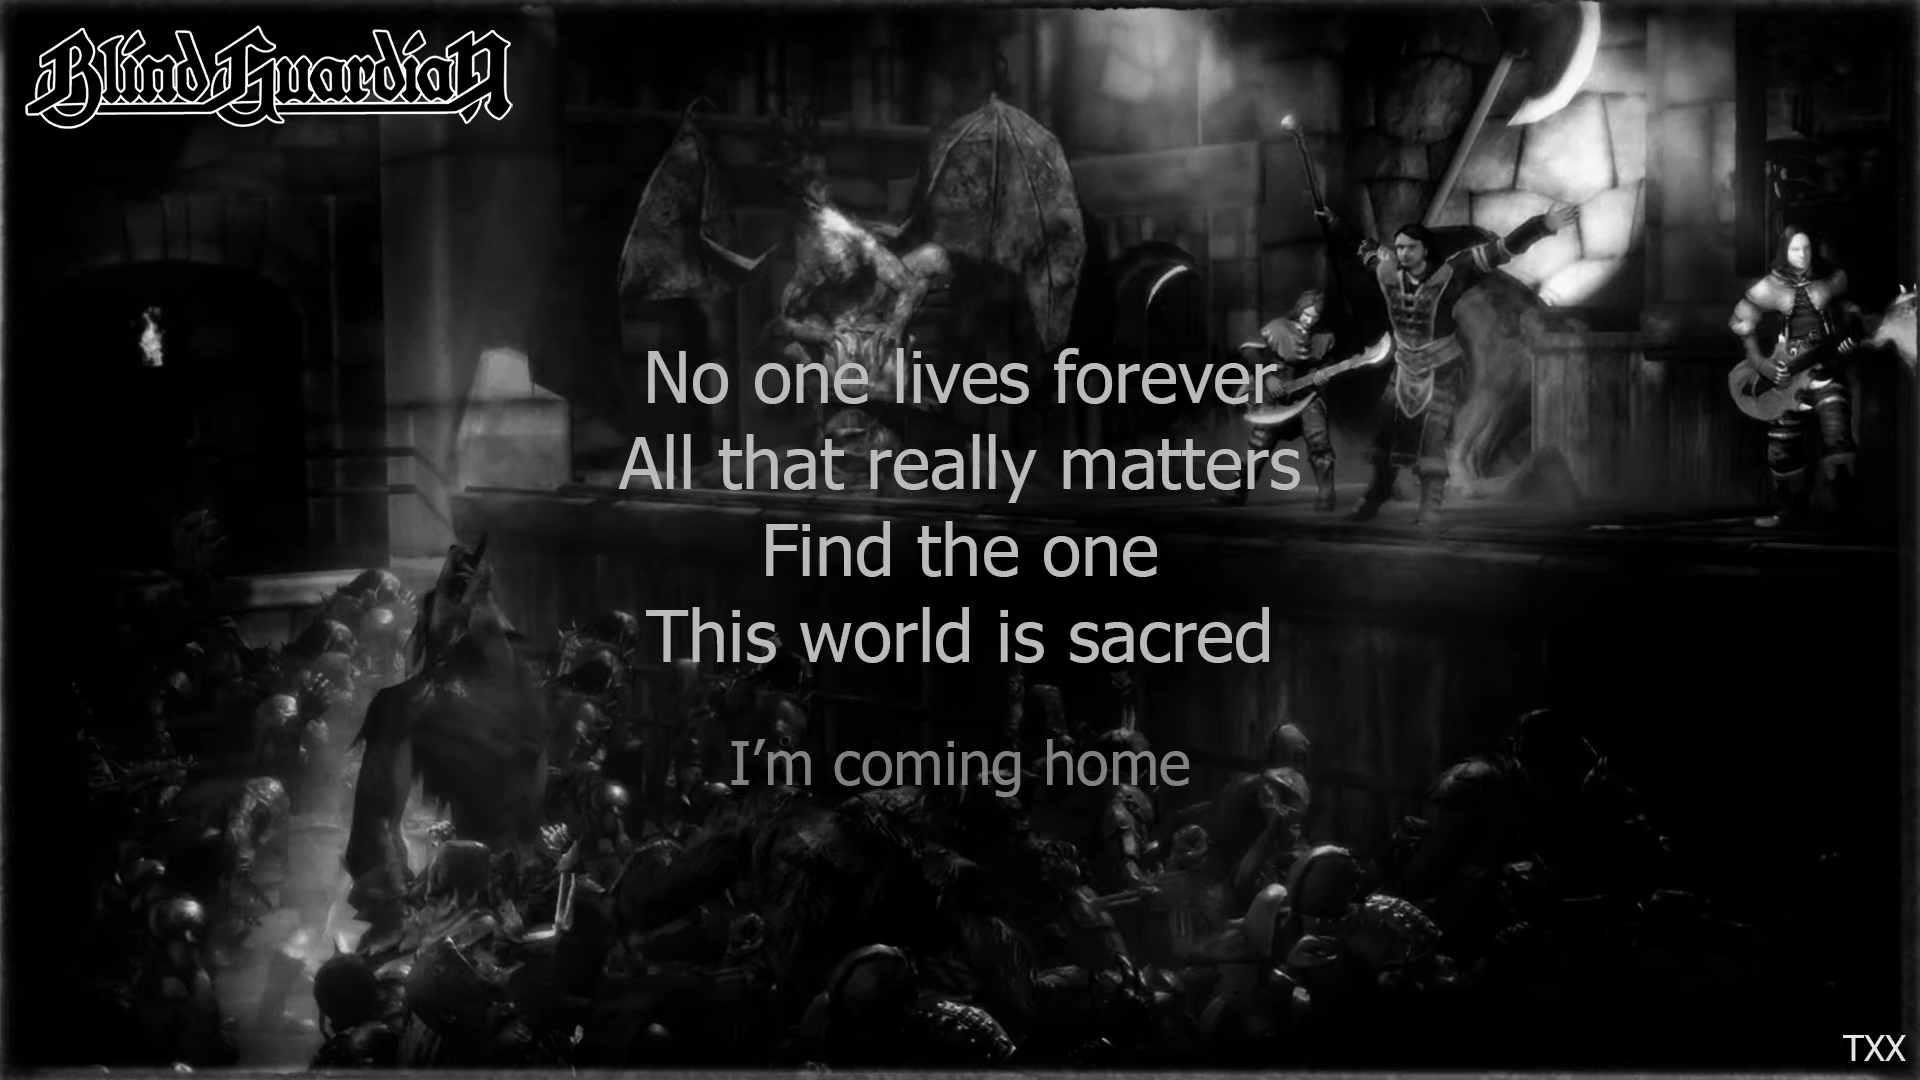 Blind Guardian
No one lives forever
All that really matters
Find the one
This world is sacred
I’m coming home
TXX